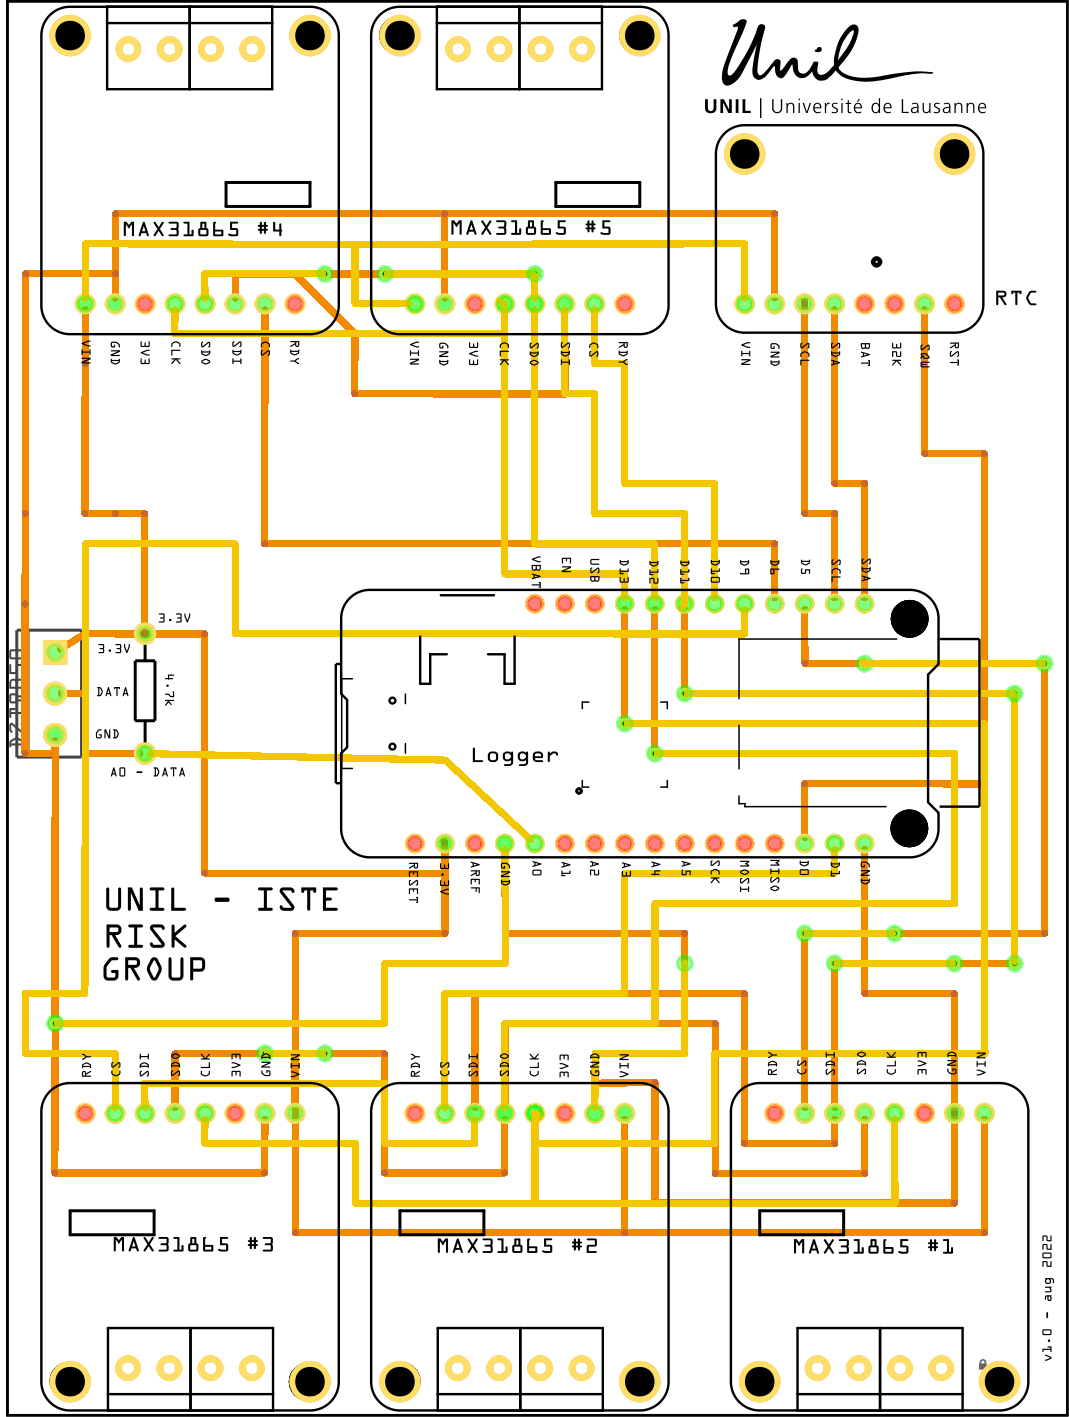 Unil
UNIL | Université de Lausanne
MAX31865 #4
MAX31865 #5
RTC
VIN GND 3V3 CLK SDO SDI CS RDY
VIN GND 3V3 CLK SDO SDI CS RDY
VIN GND SCL SDA BAT 32K SQW RST
VBAT EN USB D13 D12 D11 D10 D9 D6 D5 SCL SDA
3.3V
3.3V
DATA
4.7k
GND
A0 - DATA
Logger
RESET 3.3V AREF GND A0 A1 A2 A3 A4 A5 SCK MOSI MISO D0 D1 GND
UNIL - ISTE
RISK
GROUP
RDY CS SDI SDO CLK 3V3 GND VIN
RDY CS SDI SDO CLK 3V3 GND VIN
RDY CS SDI SDO CLK 3V3 GND VIN
MAX31865 #3
MAX31865 #2
MAX31865 #1
v1.0 - aug 2022